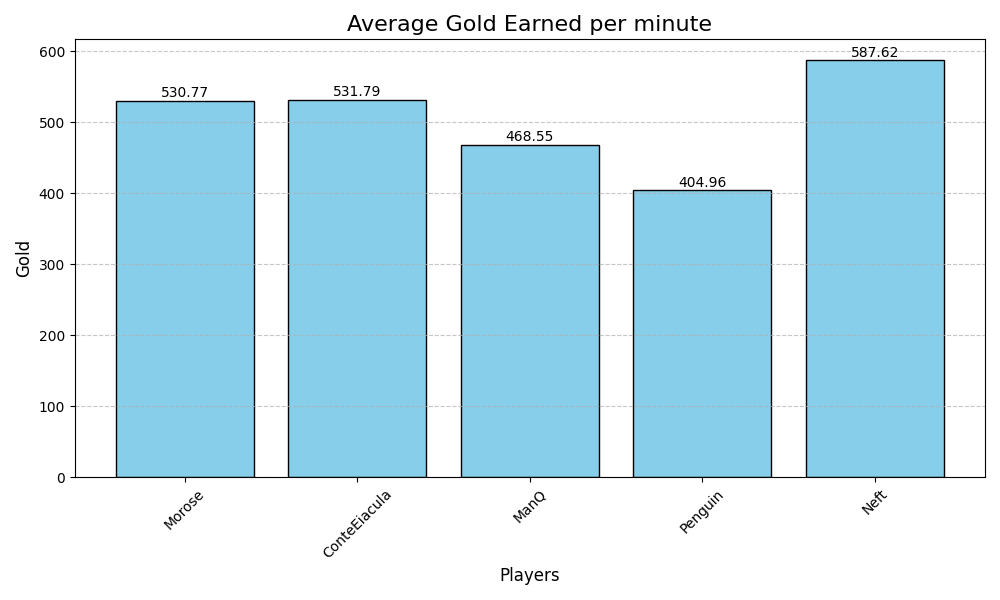 Average Gold Earned per minute
Gold
600
500
400
300
200
100
0
530.77
531.79
468.55
404.96
587.62
Morose
ConteEiacula
ManQ
Penguin
Neft
Players